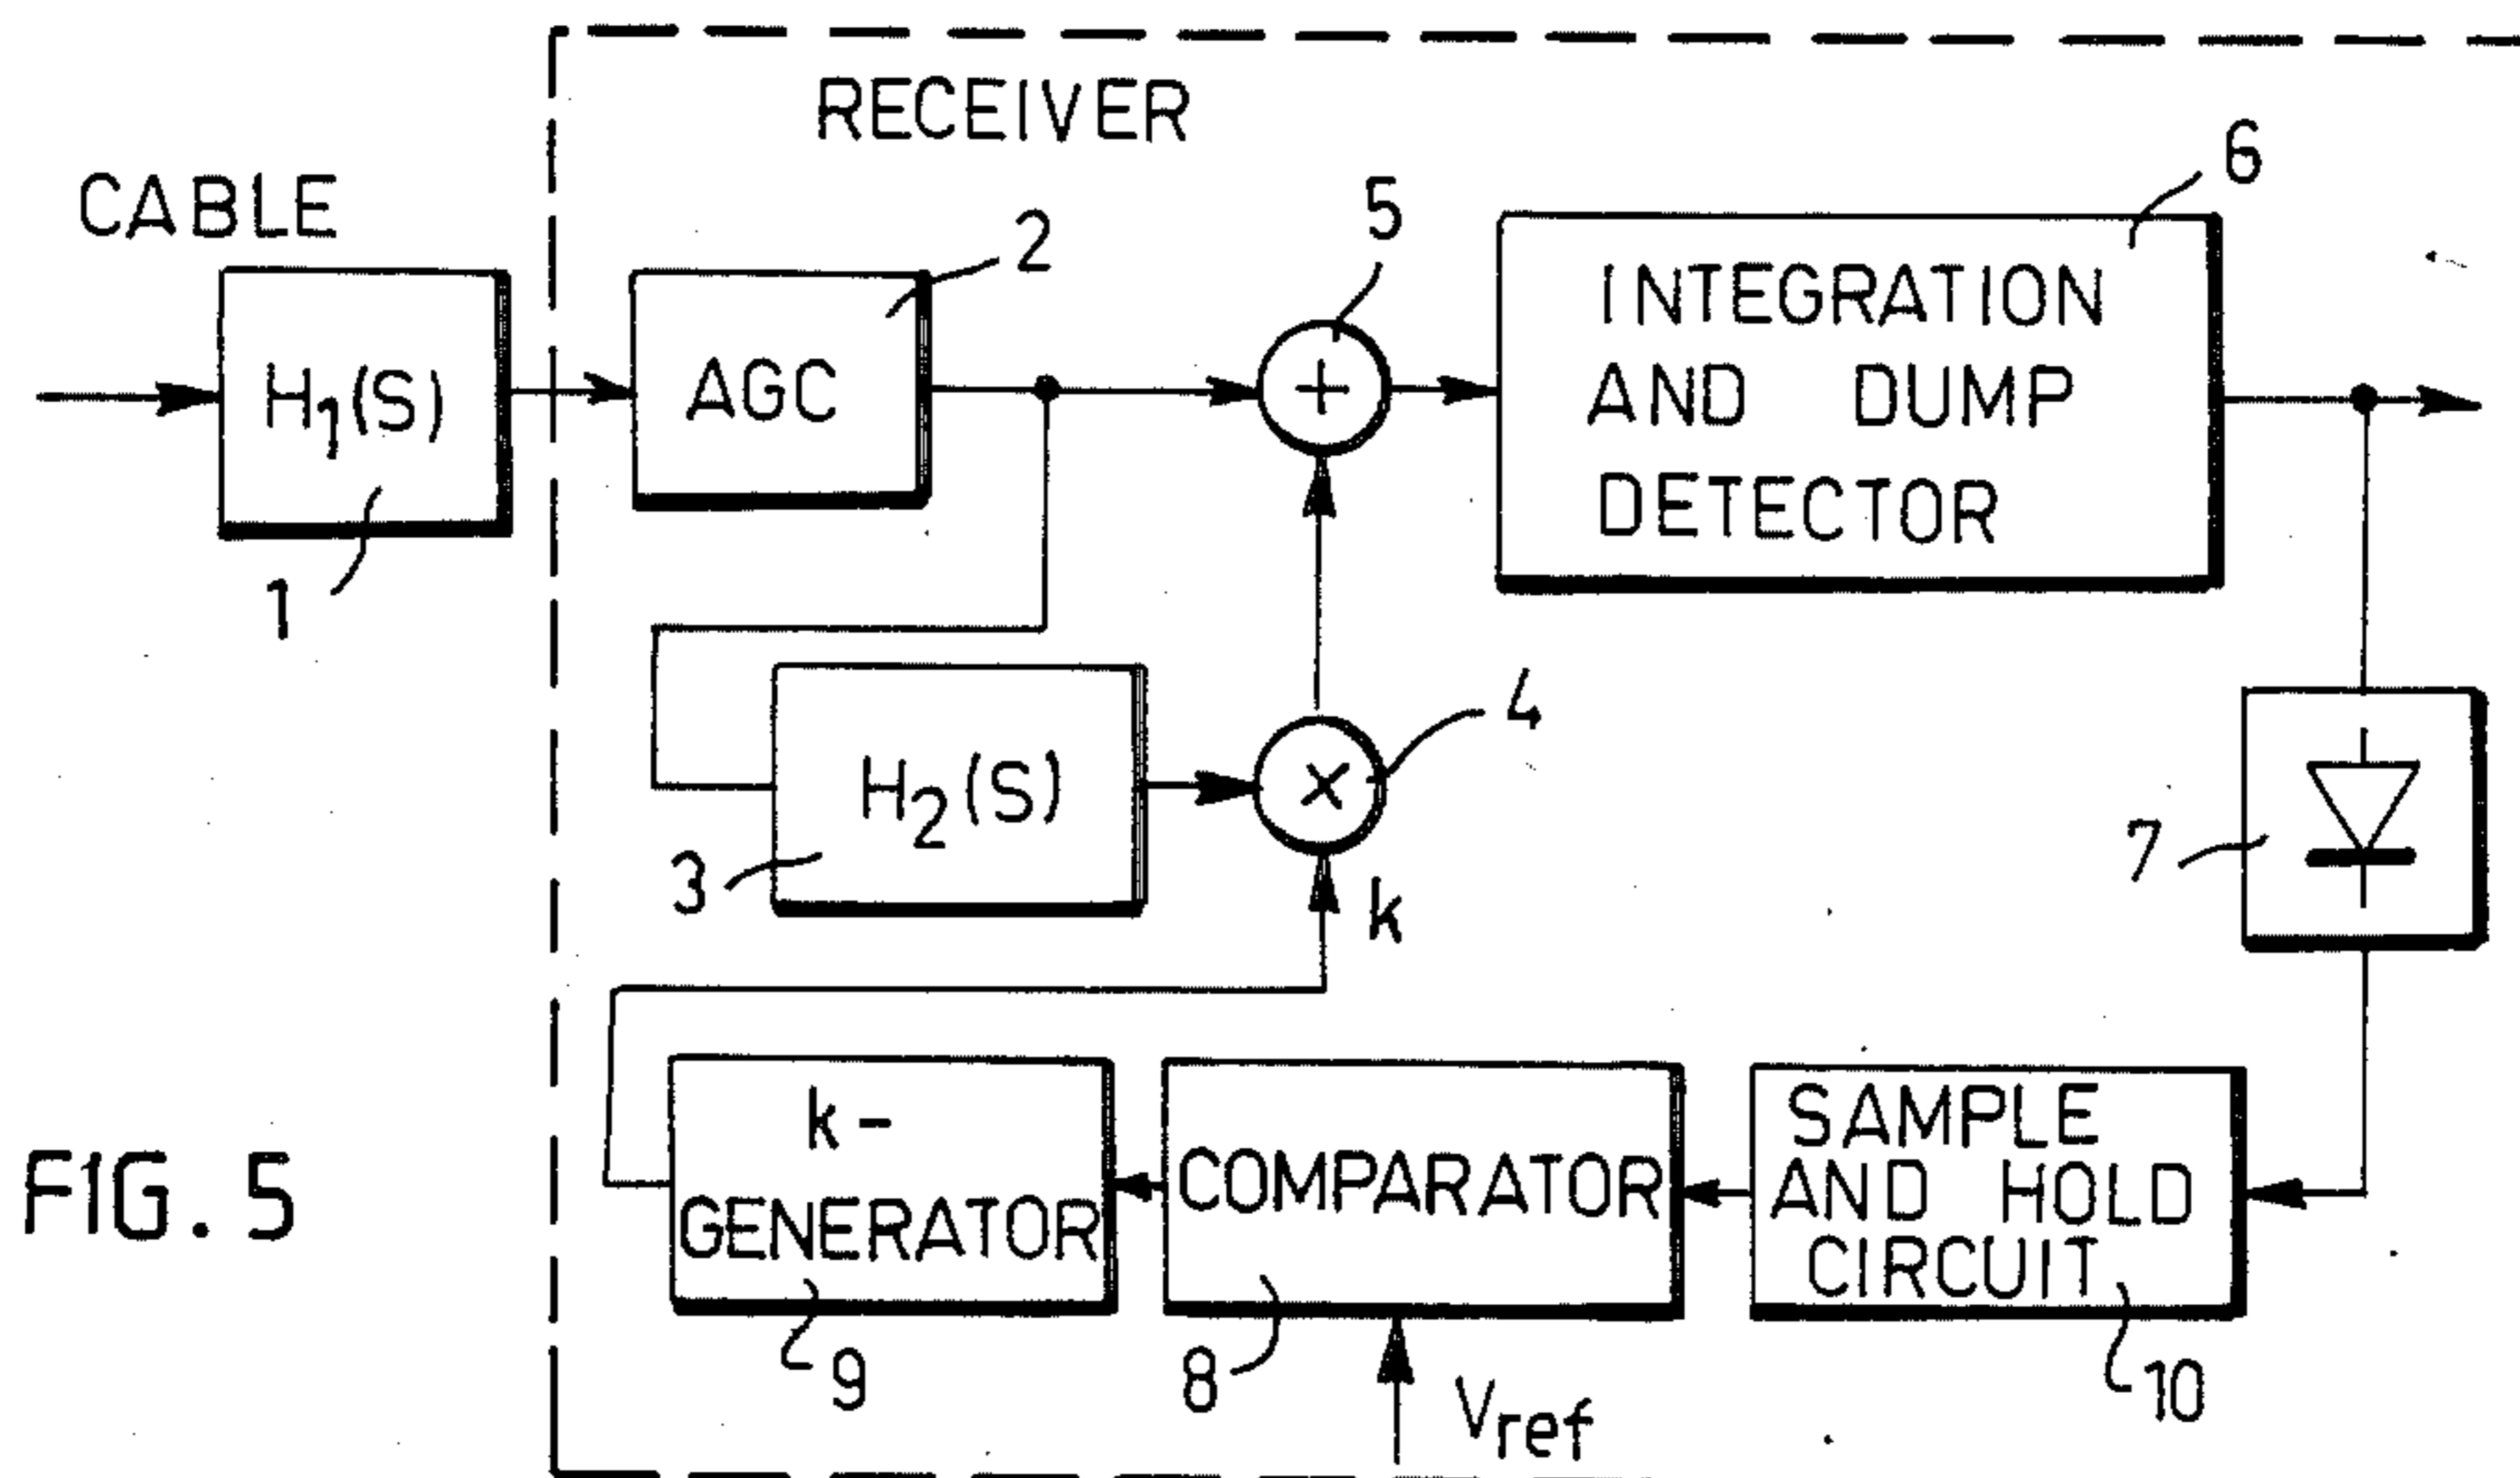 RECEIVER
CABLE
H1(S)
1
AGC
2
+
5
INTEGRATION
AND DUMP
DETECTOR
6
H2(S)
3
×
4
k
7
k-
GENERATOR
9
COMPARATOR
8
Vref
SAMPLE
AND HOLD
CIRCUIT
10
FIG. 5